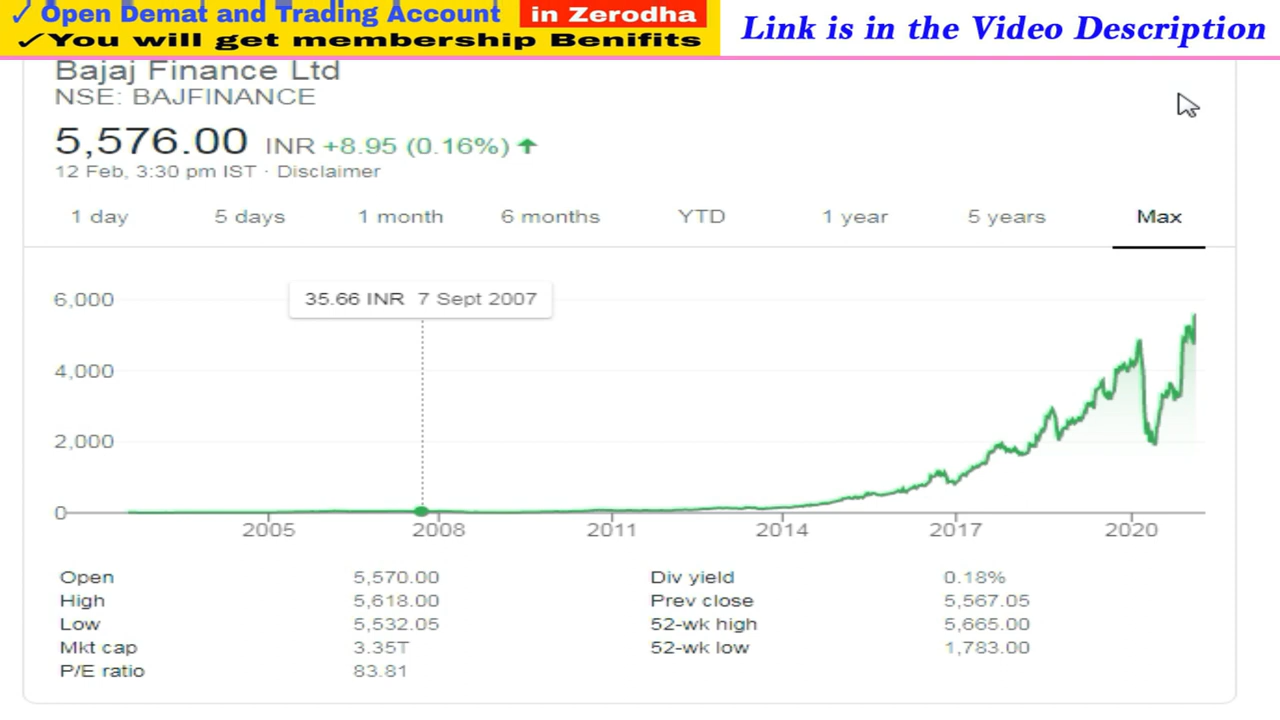 ✓ Open Demat and Trading Account in Zerodha
✓You will get membership Benifits
Link is in the Video Description
Bajaj Finance Ltd
NSE: BAJFINANCE
5,576.00 INR +8.95 (0.16%) ↑
12 Feb, 3:30 pm IST · Disclaimer
1 day 5 days 1 month 6 months YTD 1 year 5 years Max
35.66 INR 7 Sept 2007
6,000
4,000
2,000
0
2005 2008 2011 2014 2017 2020
Open 5,570.00 Div yield 0.18%
High 5,618.00 Prev close 5,567.05
Low 5,532.05 52-wk high 5,665.00
Mkt cap 3.35T 52-wk low 1,783.00
P/E ratio 83.81